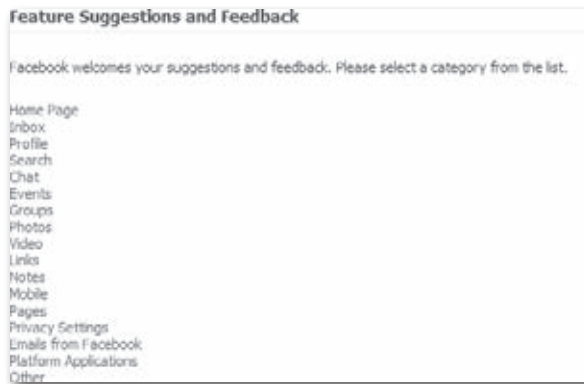 Feature Suggestions and Feedback
Facebook welcomes your suggestions and feedback. Please select a category from the list.
Home Page
Inbox
Profile
Search
Chat
Events
Groups
Photos
Video
Links
Notes
Mobile
Pages
Privacy Settings
Emails from Facebook
Platform Applications
Other